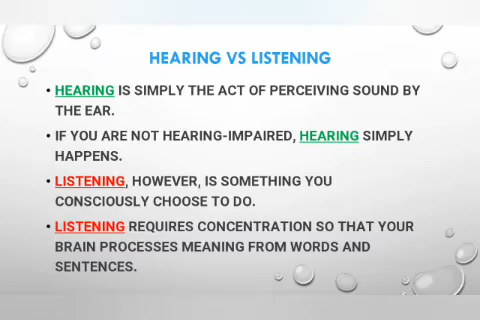 HEARING VS LISTENING
• HEARING IS SIMPLY THE ACT OF PERCEIVING SOUND BY
THE EAR.
• IF YOU ARE NOT HEARING-IMPAIRED, HEARING SIMPLY
HAPPENS.
• LISTENING, HOWEVER, IS SOMETHING YOU
CONSCIOUSLY CHOOSE TO DO.
• LISTENING REQUIRES CONCENTRATION SO THAT YOUR
BRAIN PROCESSES MEANING FROM WORDS AND
SENTENCES.